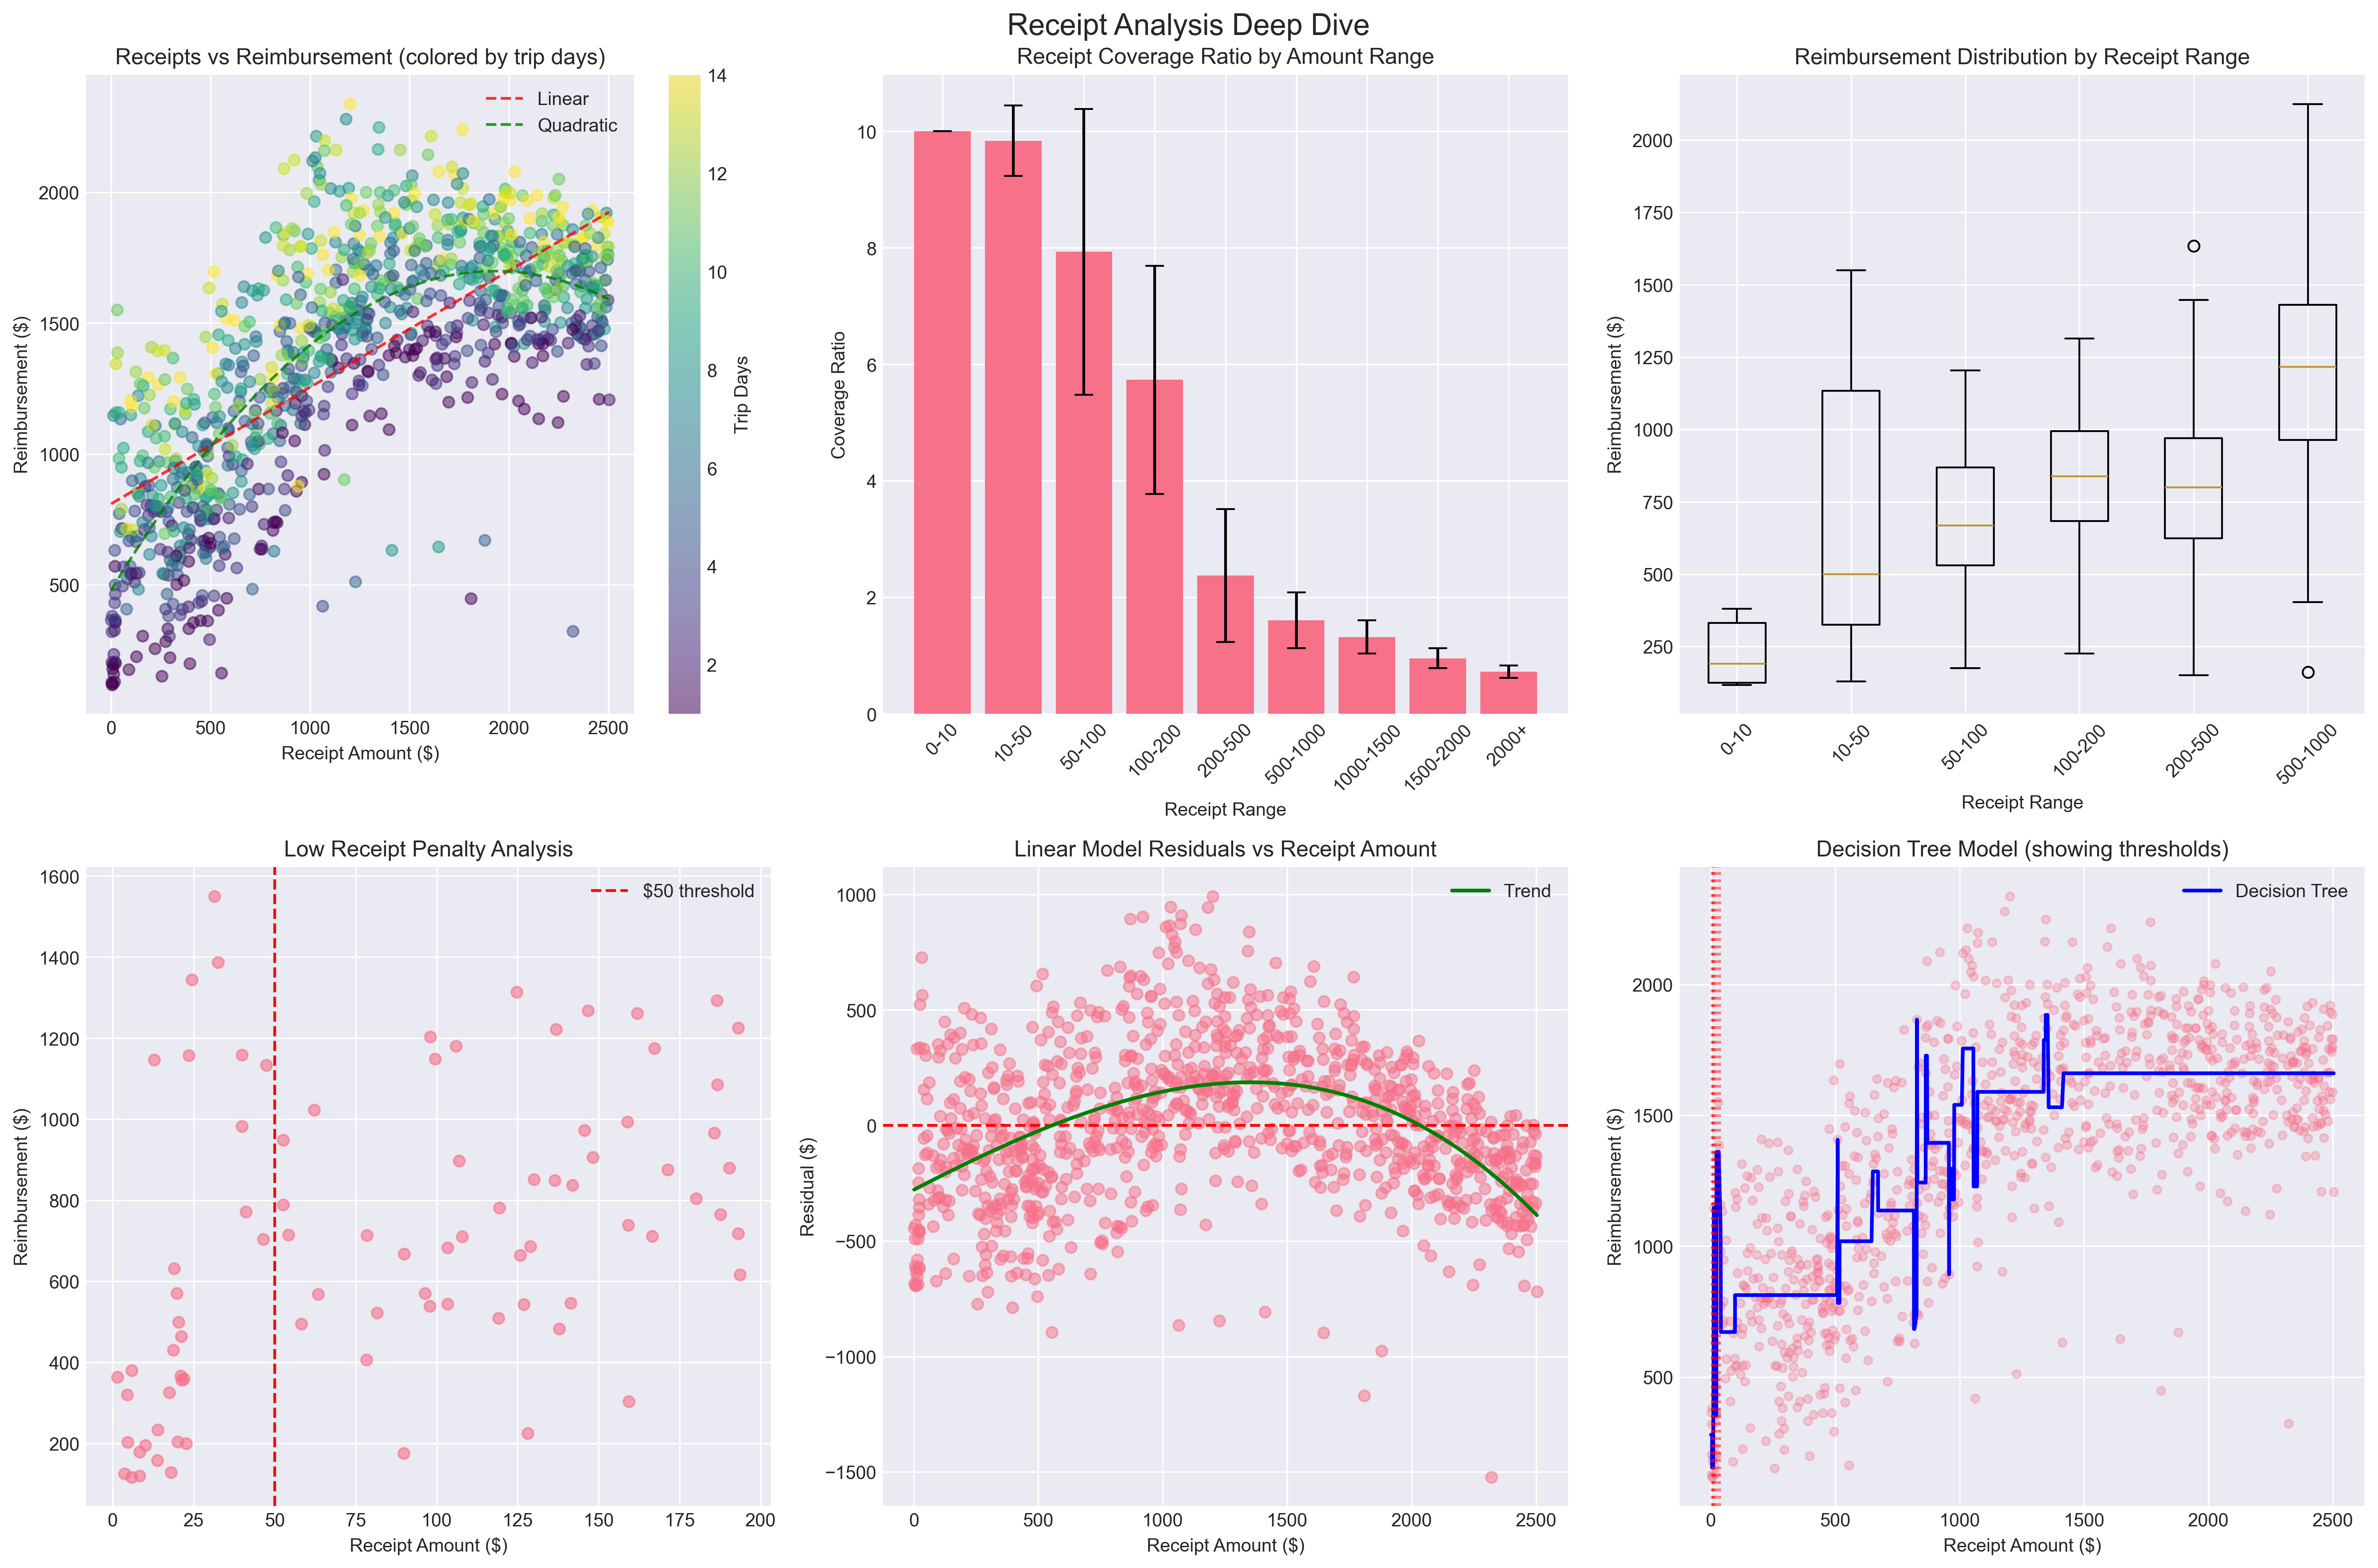 Receipt Analysis Deep Dive
Receipts vs Reimbursement (colored by trip days)
Linear
Quadratic
2000
1500
1000
500
Reimbursement ($)
0 500 1000 1500 2000 2500
Receipt Amount ($)
14
12
10
8
6
4
2
Trip Days
Receipt Coverage Ratio by Amount Range
10
8
6
4
2
0
Coverage Ratio
0-10 10-50 50-100 100-200 200-500 500-1000 1000-1500 1500-2000 2000+
Receipt Range
Reimbursement Distribution by Receipt Range
2000
1750
1500
1250
1000
750
500
250
Reimbursement ($)
0-10 10-50 50-100 100-200 200-500 500-1000
Receipt Range
Low Receipt Penalty Analysis
$50 threshold
1600
1400
1200
1000
800
600
400
200
Reimbursement ($)
0 25 50 75 100 125 150 175 200
Receipt Amount ($)
Linear Model Residuals vs Receipt Amount
Trend
1000
500
0
−500
−1000
−1500
Residual ($)
0 500 1000 1500 2000 2500
Receipt Amount ($)
Decision Tree Model (showing thresholds)
Decision Tree
2000
1500
1000
500
Reimbursement ($)
0 500 1000 1500 2000 2500
Receipt Amount ($)